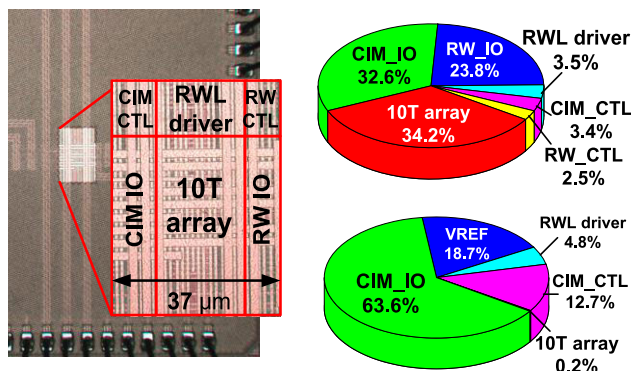 CIM
CTL
RWL
driver
RW
CTL
CIM IO
10T
array
RW IO
37 µm
CIM_IO
32.6%
RW_IO
23.8%
RWL driver
3.5%
CIM_CTL
3.4%
RW_CTL
2.5%
10T array
34.2%
VREF
18.7%
RWL driver
4.8%
CIM_IO
63.6%
CIM_CTL
12.7%
10T array
0.2%